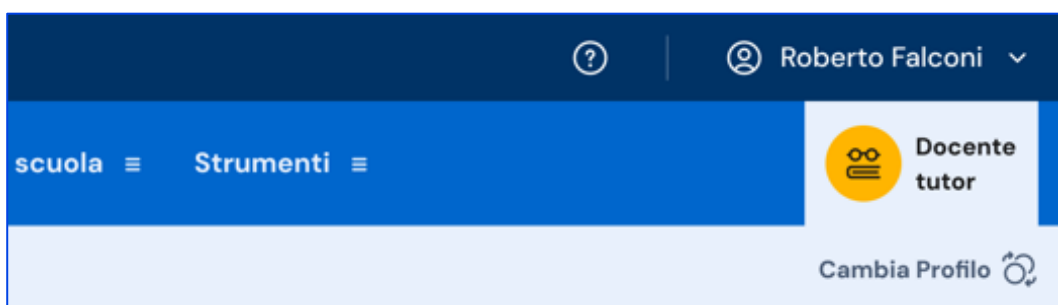 Roberto Falconi
scuola Strumenti
Docente
tutor
Cambia Profilo